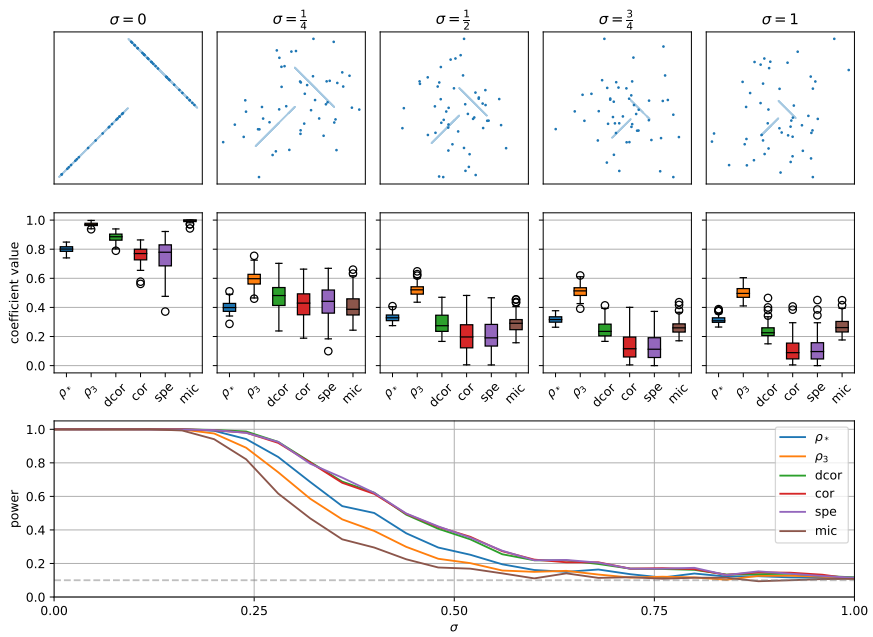 σ = 0
σ = 1/4
σ = 1/2
σ = 3/4
σ = 1
coefficient value
1.0
0.8
0.6
0.4
0.2
0.0
ρ* ρ3 dcor cor spe mic
ρ* ρ3 dcor cor spe mic
ρ* ρ3 dcor cor spe mic
ρ* ρ3 dcor cor spe mic
ρ* ρ3 dcor cor spe mic
power
1.0
0.8
0.6
0.4
0.2
0.0
ρ*
ρ3
dcor
cor
spe
mic
0.00 0.25 0.50 0.75 1.00
σ